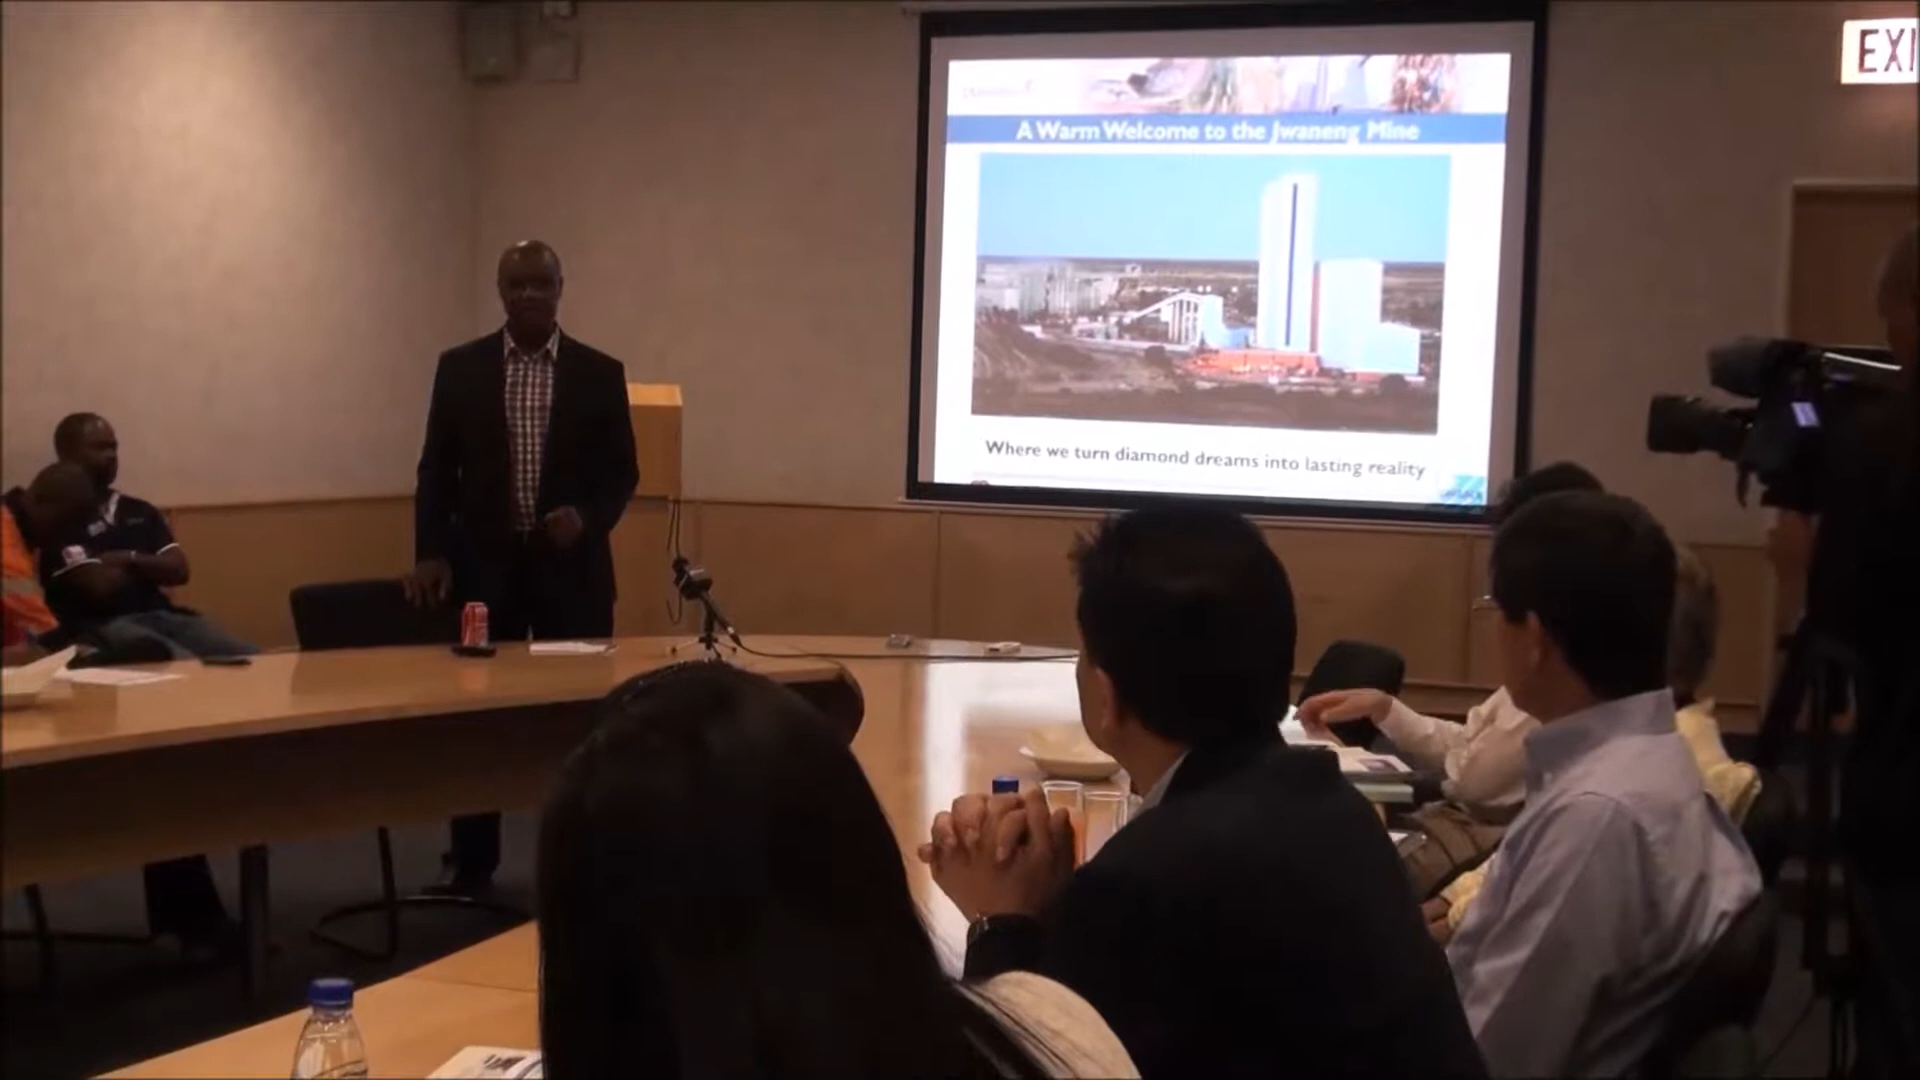 EXI
A Warm Welcome to the Jwaneng Mine
Where we turn diamond dreams into lasting reality